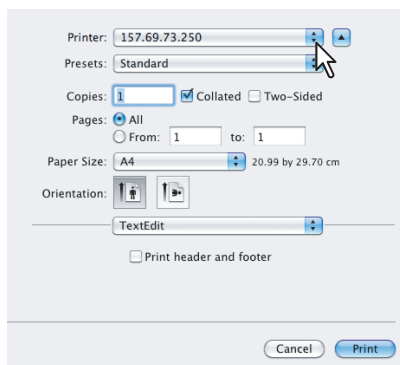 Printer: 157.69.73.250
Presets: Standard
Copies: 1 Collated Two-Sided
Pages: All
From: 1 to: 1
Paper Size: A4 20.99 by 29.70 cm
Orientation:
TextEdit
Print header and footer
Cancel Print